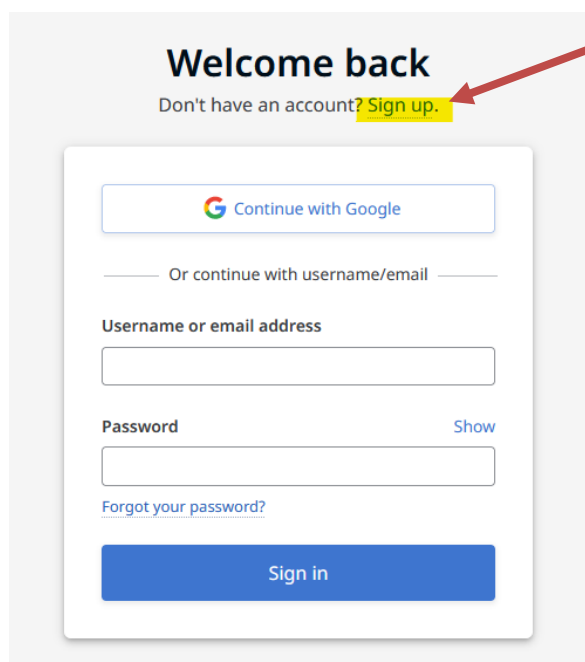 Welcome back
Don't have an account? Sign up.
Continue with Google
Or continue with username/email
Username or email address
Password Show
Forgot your password?
Sign in